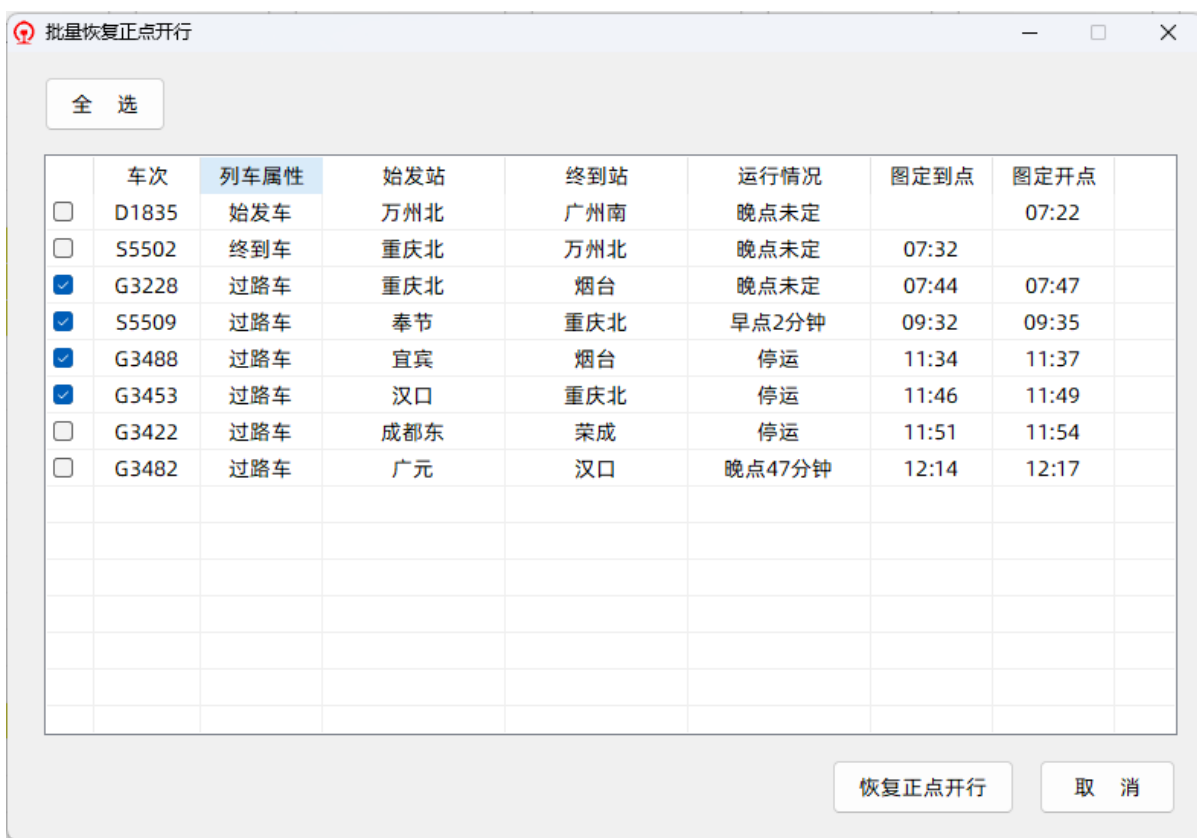 批量恢复正点开行
全 选
车次 列车属性 始发站 终到站 运行情况 图定到点 图定开点
D1835 始发车 万州北 广州南 晚点未定 07:22
S5502 终到车 重庆北 万州北 晚点未定 07:32
G3228 过路车 重庆北 烟台 晚点未定 07:44 07:47
S5509 过路车 奉节 重庆北 早点2分钟 09:32 09:35
G3488 过路车 宜宾 烟台 停运 11:34 11:37
G3453 过路车 汉口 重庆北 停运 11:46 11:49
G3422 过路车 成都东 荣成 停运 11:51 11:54
G3482 过路车 广元 汉口 晚点47分钟 12:14 12:17
恢复正点开行 取 消